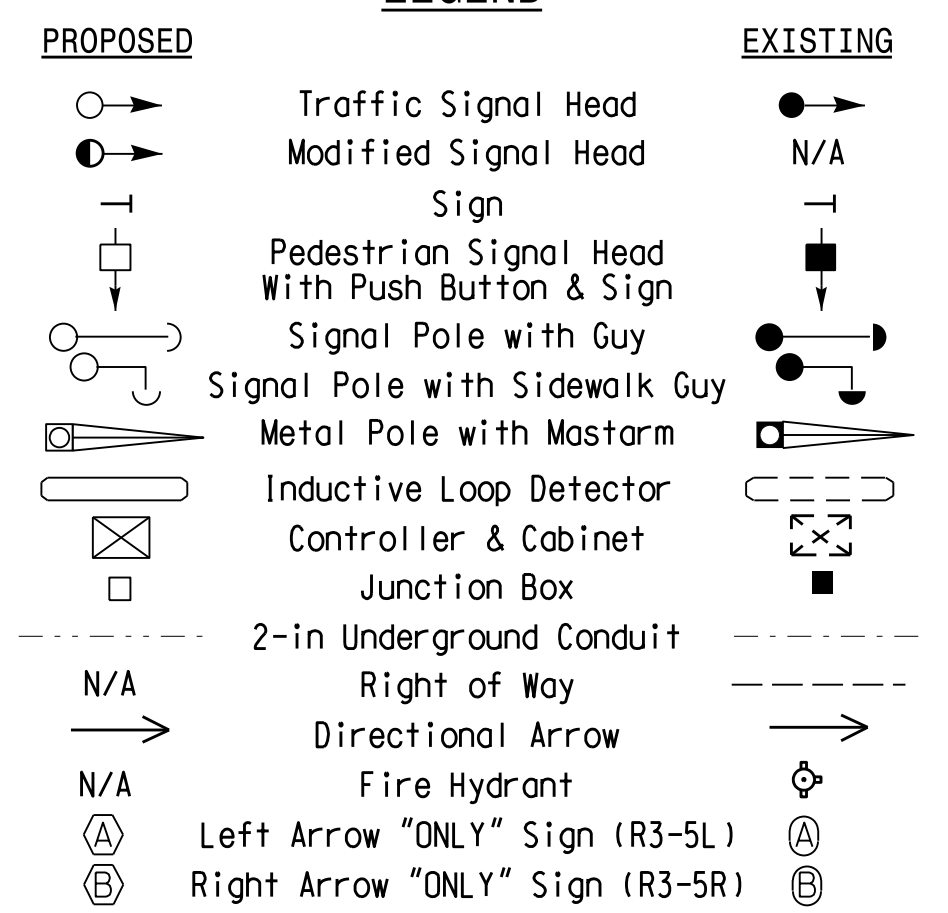 LEGEND
PROPOSED EXISTING
Traffic Signal Head
Modified Signal Head N/A
Sign
Pedestrian Signal Head
With Push Button & Sign
Signal Pole with Guy
Signal Pole with Sidewalk Guy
Metal Pole with Mastarm
Inductive Loop Detector
Controller & Cabinet
Junction Box
2-in Underground Conduit
N/A Right of Way
Directional Arrow
N/A Fire Hydrant
A Left Arrow "ONLY" Sign (R3-5L) A
B Right Arrow "ONLY" Sign (R3-5R) B